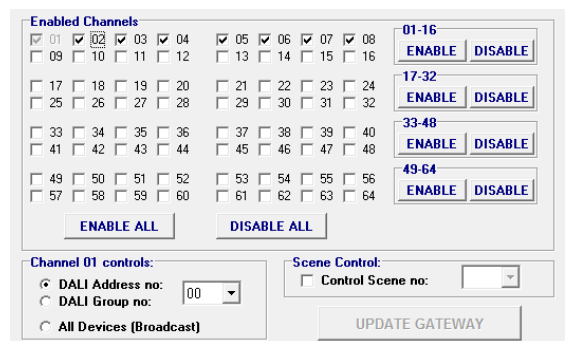 Enabled Channels
01 02 03 04 05 06 07 08
09 10 11 12 13 14 15 16
17 18 19 20 21 22 23 24
25 26 27 28 29 30 31 32
33 34 35 36 37 38 39 40
41 42 43 44 45 46 47 48
49 50 51 52 53 54 55 56
57 58 59 60 61 62 63 64
ENABLE ALL DISABLE ALL
01-16
ENABLE DISABLE
17-32
ENABLE DISABLE
33-48
ENABLE DISABLE
49-64
ENABLE DISABLE
Channel 01 controls:
DALI Address no:
DALI Group no:
00
All Devices (Broadcast)
Scene Control:
Control Scene no:
UPDATE GATEWAY